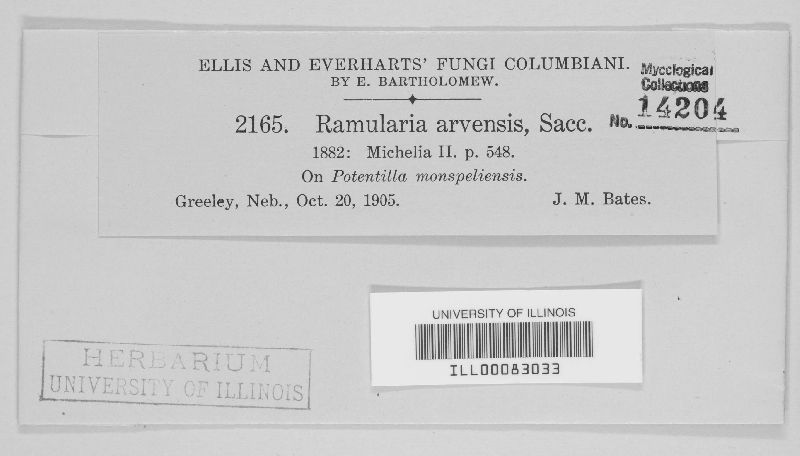 ELLIS AND EVERHARTS' FUNGI COLUMBIANI.
BY E. BARTHOLOMEW.
Mycological
Collections
No. 14204
2165. Ramularia arvensis, Sacc.
1882: Michelia II. p. 548.
On Potentilla monspeliensis.
Greeley, Neb., Oct. 20, 1905. J. M. Bates.
UNIVERSITY OF ILLINOIS
ILL00083033
HERBARIUM
UNIVERSITY OF ILLINOIS